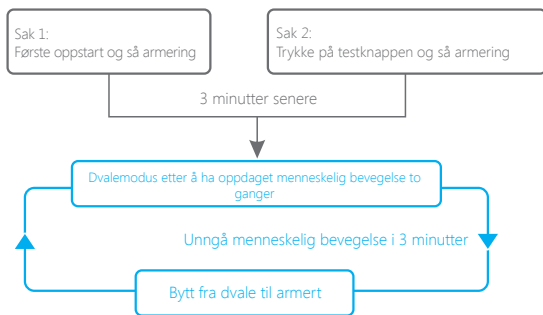 Sak 1:
Første oppstart og så armering
Sak 2:
Trykke på testknappen og så armering
3 minutter senere
Dvalemodus etter å ha oppdaget menneskelig bevegelse to
ganger
Unngå menneskelig bevegelse i 3 minutter
Bytt fra dvale til armert